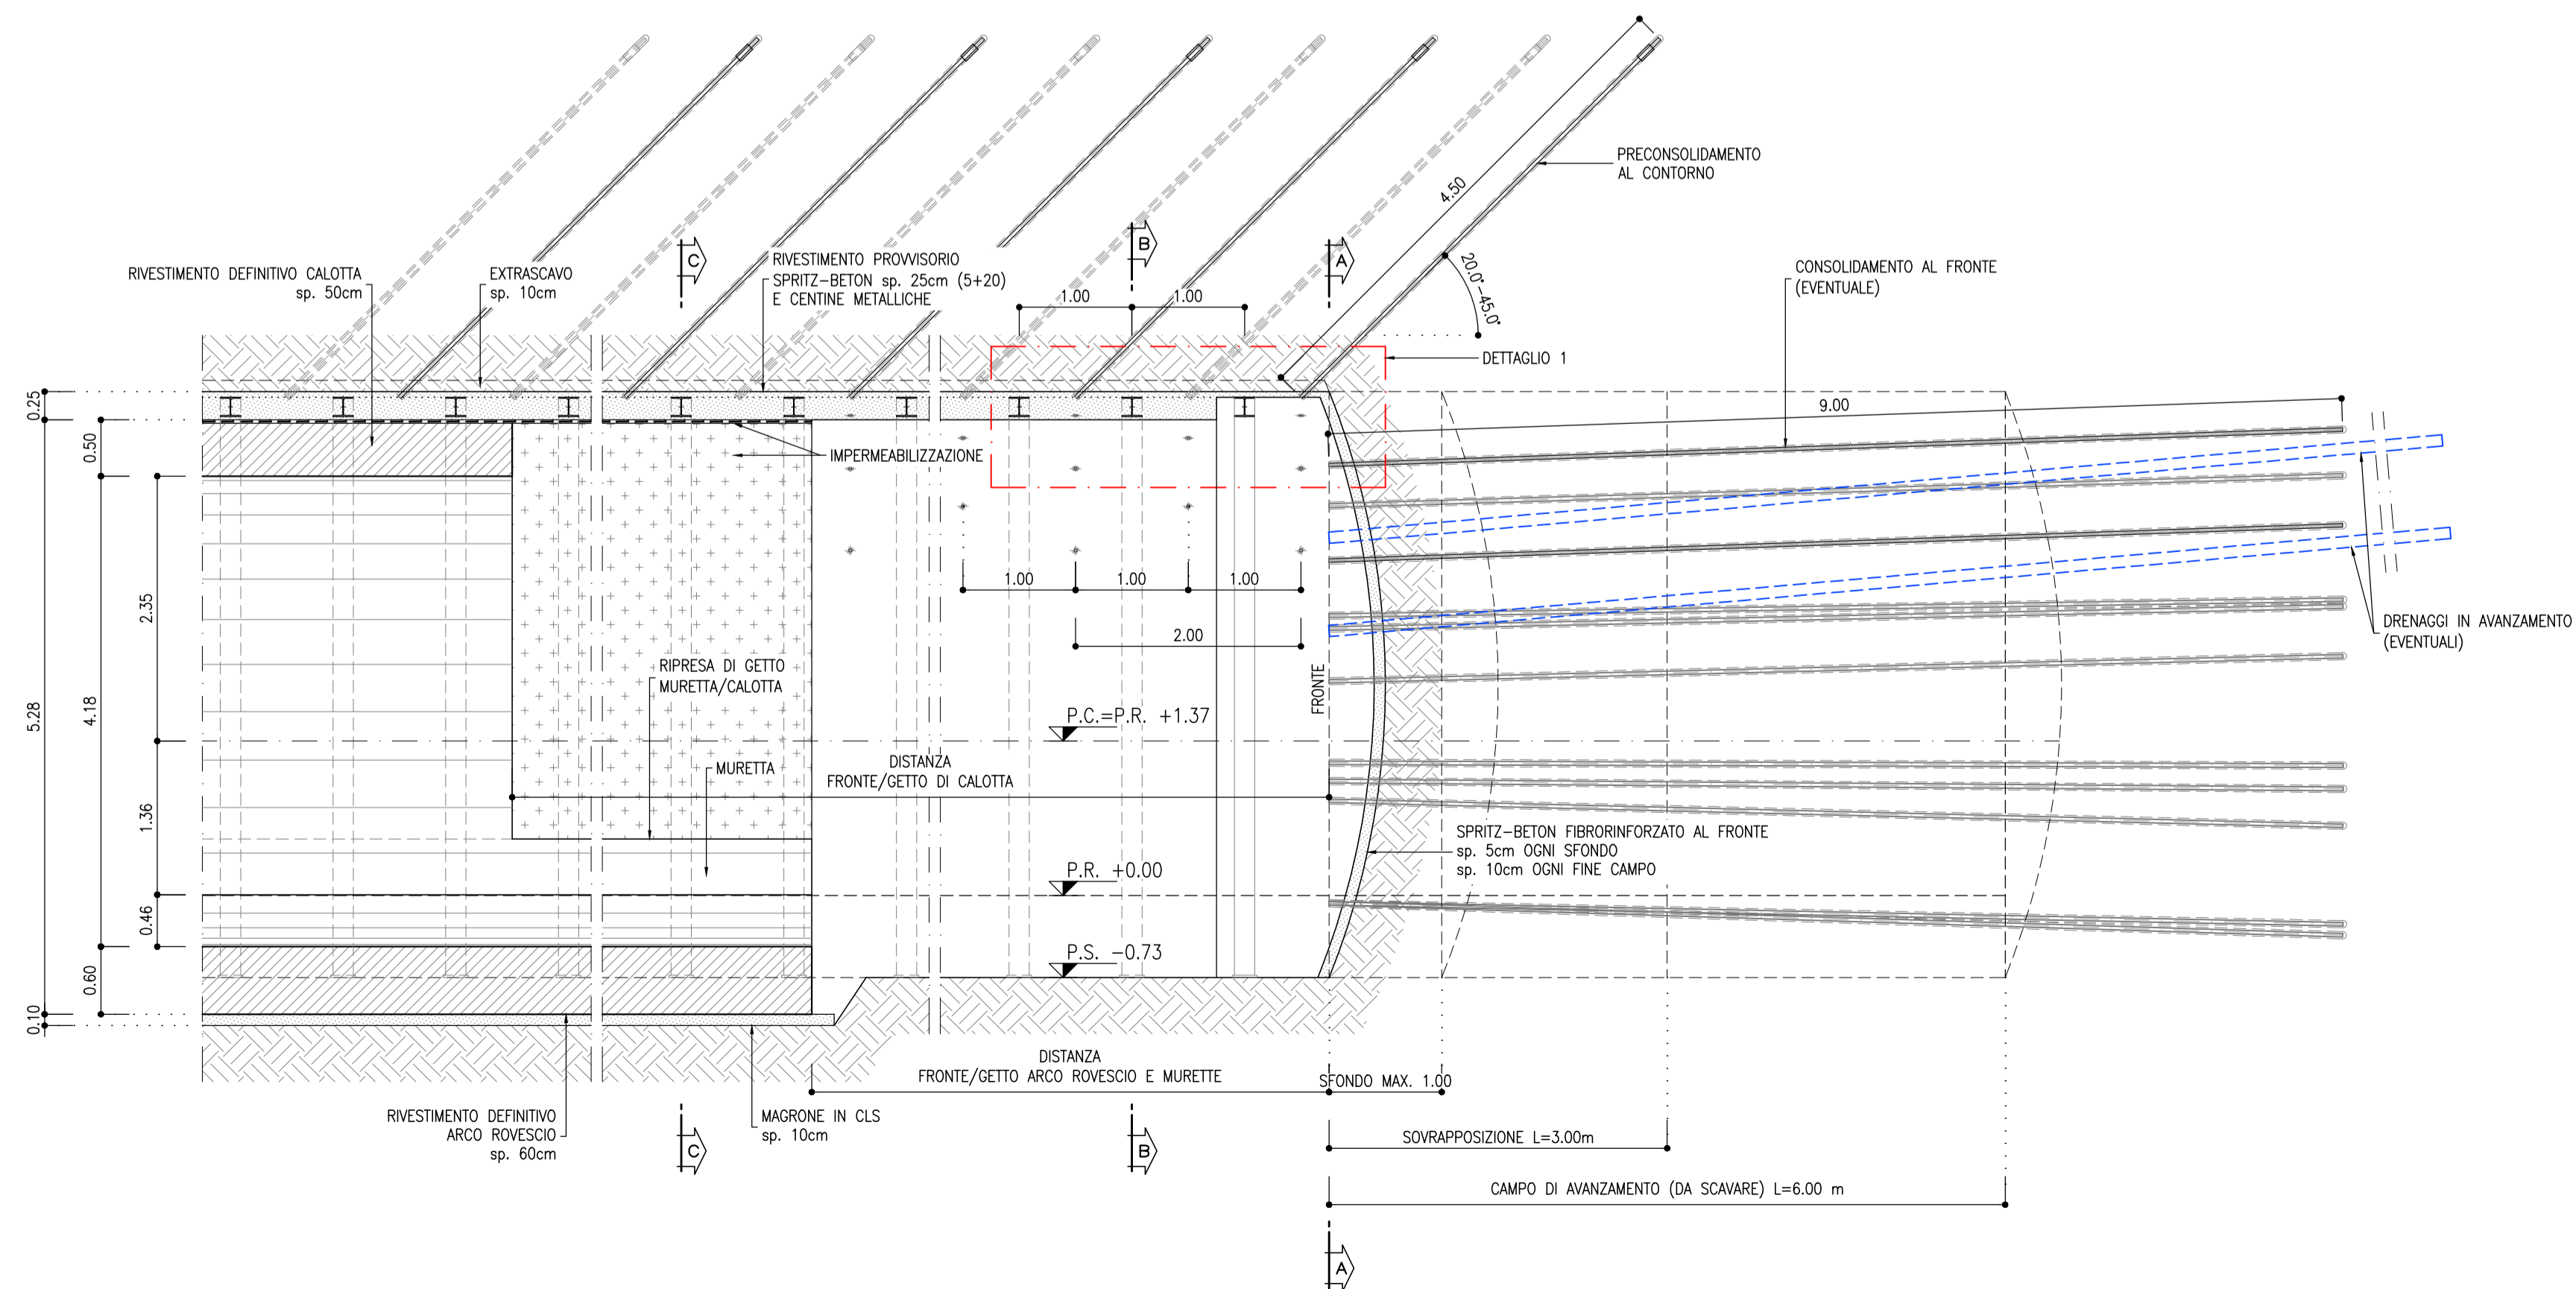 PRECONSOLIDAMENTO
AL CONTORNO
4.50
20.0°-45.0°
C
B
A
RIVESTIMENTO DEFINITIVO CALOTTA
sp. 50cm
EXTRASCAVO
sp. 10cm
RIVESTIMENTO PROVVISORIO
SPRITZ-BETON sp. 25cm (5+20)
E CENTINE METALLICHE
1.00
1.00
CONSOLIDAMENTO AL FRONTE
(EVENTUALE)
DETTAGLIO 1
9.00
0.25
0.50
IMPERMEABILIZZAZIONE
1.00
1.00
1.00
2.00
2.35
DRENAGGI IN AVANZAMENTO
(EVENTUALI)
RIPRESA DI GETTO
MURETTA/CALOTTA
FRONTE
5.28
4.18
P.C.=P.R. +1.37
MURETTA
DISTANZA
FRONTE/GETTO DI CALOTTA
1.36
SPRITZ-BETON FIBRORINFORZATO AL FRONTE
sp. 5cm OGNI SFONDO
sp. 10cm OGNI FINE CAMPO
P.R. +0.00
0.46
P.S. -0.73
0.60
0.10
DISTANZA
FRONTE/GETTO ARCO ROVESCIO E MURETTE
SFONDO MAX. 1.00
RIVESTIMENTO DEFINITIVO
ARCO ROVESCIO
sp. 60cm
MAGRONE IN CLS
sp. 10cm
C
B
SOVRAPPOSIZIONE L=3.00m
CAMPO DI AVANZAMENTO (DA SCAVARE) L=6.00 m
A